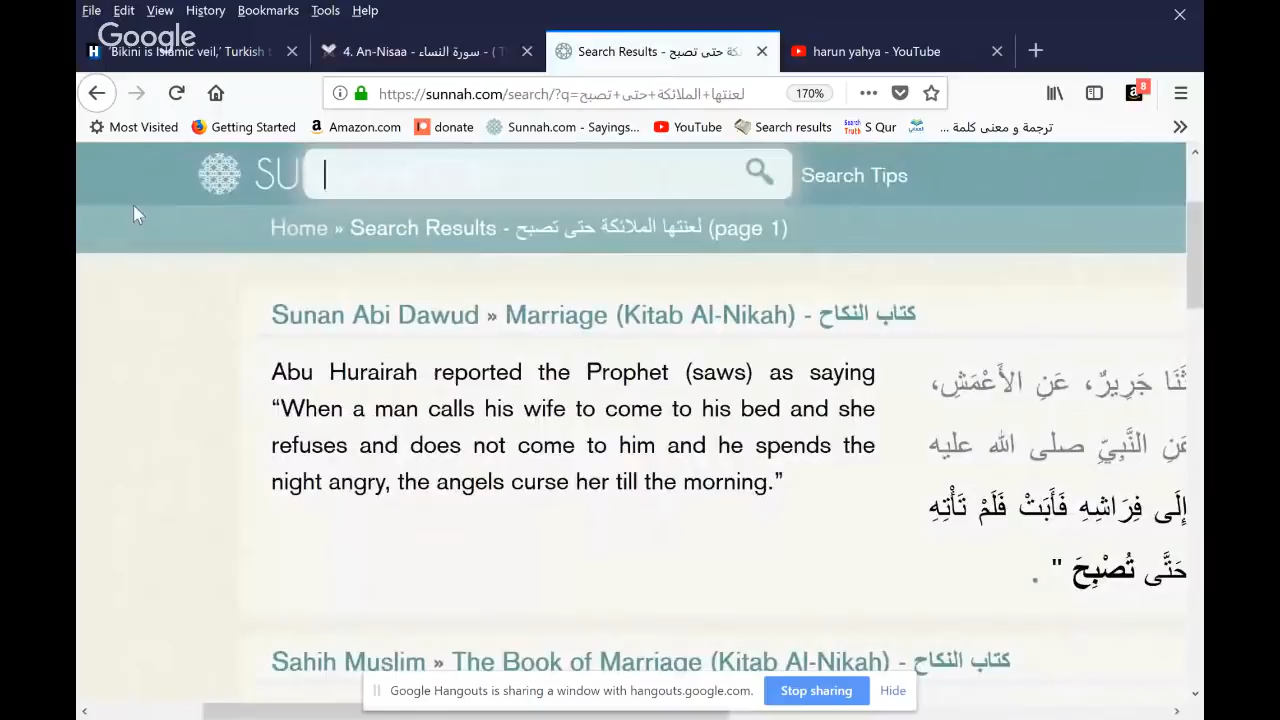 File Edit View History Bookmarks Tools Help
Google
'Bikini is Islamic veil,' Turkish t
4. An-Nisaa - سورة النساء - ( T
Search Results - كة حتى تصبح
harun yahya - YouTube
https://sunnah.com/search/?q=لعنتها+الملائكة+حتى+تصبح
170%
8
Most Visited Getting Started Amazon.com donate Sunnah.com - Sayings... YouTube Search results S Qur ترجمة و معنى كلمة ...
SU
Search Tips
Home » Search Results - لعنتها الملائكة حتى تصبح (page 1)
Sunan Abi Dawud » Marriage (Kitab Al-Nikah) - كتاب النكاح
Abu Hurairah reported the Prophet (saws) as saying
“When a man calls his wife to come to his bed and she
refuses and does not come to him and he spends the
night angry, the angels curse her till the morning.”
ثَنَا جَرِيرٌ، عَنِ الأَعْمَشِ،
عَنِ النَّبِيِّ صلى الله عليه
إِلَى فِرَاشِهِ فَأَبَتْ فَلَمْ تَأْتِهِ
حَتَّى تُصْبِحَ " .
Sahih Muslim » The Book of Marriage (Kitab Al-Nikah) - كتاب النكاح
Google Hangouts is sharing a window with hangouts.google.com. Stop sharing Hide